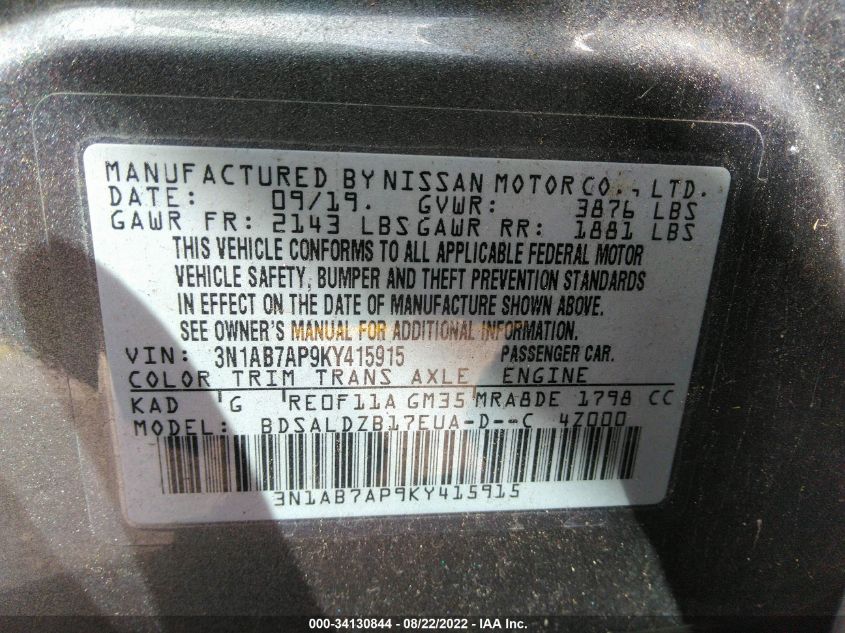 MANUFACTURED BY NISSAN MOTOR CO., LTD.
DATE: 09/19. GVWR: 3876 LBS
GAWR FR: 2143 LBS GAWR RR: 1881 LBS
THIS VEHICLE CONFORMS TO ALL APPLICABLE FEDERAL MOTOR
VEHICLE SAFETY, BUMPER AND THEFT PREVENTION STANDARDS
IN EFFECT ON THE DATE OF MANUFACTURE SHOWN ABOVE.
SEE OWNER'S MANUAL FOR ADDITIONAL INFORMATION.
VIN: 3N1AB7AP9KY415915 PASSENGER CAR.
COLOR TRIM TRANS AXLE ENGINE
KAD G RE0F11A GM35 MRA8DE 1798 CC
MODEL: BDSALDZB17EUA-D--C 4Z000
3N1AB7AP9KY415915
000-34130844 - 08/22/2022 - IAA Inc.